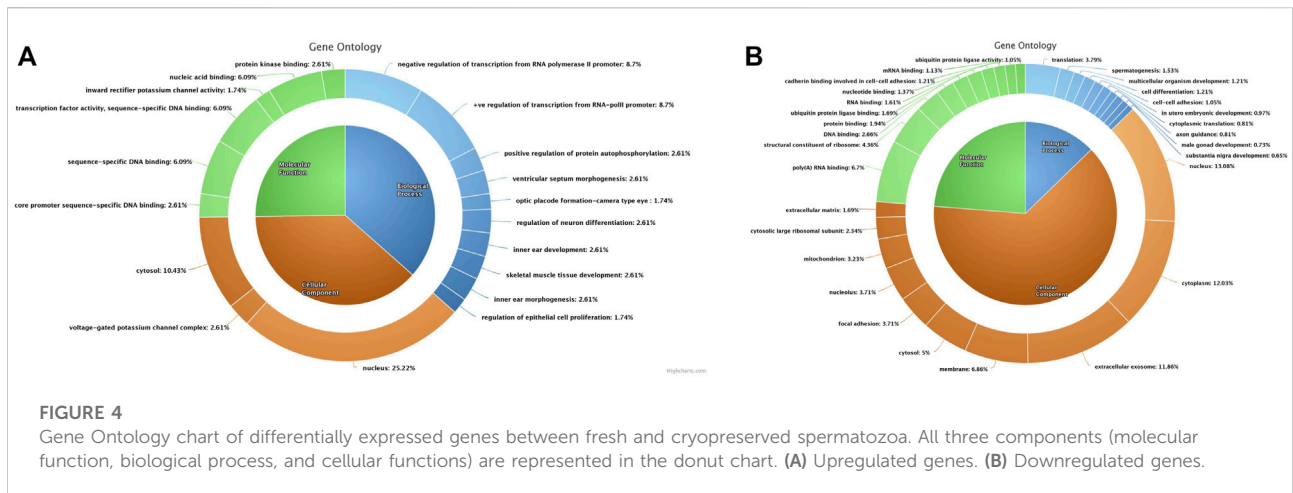 A
Gene Ontology
protein kinase binding: 2.61%
nucleic acid binding: 6.09%
inward rectifier potassium channel activity: 1.74%
transcription factor activity, sequence-specific DNA binding: 6.09%
sequence-specific DNA binding: 6.09%
core promoter sequence-specific DNA binding: 2.61%
cytosol: 10.43%
voltage-gated potassium channel complex: 2.61%
nucleus: 25.22%
negative regulation of transcription from RNA polymerase II promoter: 8.7%
+ve regulation of transcription from RNA-polII promoter: 8.7%
positive regulation of protein autophosphorylation: 2.61%
ventricular septum morphogenesis: 2.61%
optic placode formation-camera type eye : 1.74%
regulation of neuron differentiation: 2.61%
inner ear development: 2.61%
skeletal muscle tissue development: 2.61%
inner ear morphogenesis: 2.61%
regulation of epithelial cell proliferation: 1.74%
Molecular
Function
Biological
Process
Cellular
Component
Highcharts.com
B
Gene Ontology
ubiquitin protein ligase activity: 1.05%
mRNA binding: 1.13%
cadherin binding involved in cell-cell adhesion: 1.21%
nucleotide binding: 1.37%
RNA binding: 1.61%
ubiquitin protein ligase binding: 1.69%
protein binding: 1.94%
DNA binding: 2.66%
structural constituent of ribosome: 4.36%
poly(A) RNA binding: 6.7%
extracellular matrix: 1.69%
cytosolic large ribosomal subunit: 2.34%
mitochondrion: 3.23%
nucleolus: 3.71%
focal adhesion: 3.71%
cytosol: 5%
membrane: 6.86%
translation: 3.79%
spermatogenesis: 1.53%
multicellular organism development: 1.21%
cell differentiation: 1.21%
cell-cell adhesion: 1.05%
in utero embryonic development: 0.97%
cytoplasmic translation: 0.81%
axon guidance: 0.81%
male gonad development: 0.73%
substantia nigra development: 0.65%
nucleus: 13.08%
cytoplasm: 12.03%
extracellular exosome: 11.86%
Molecular
Function
Biological
Process
Cellular
Component
FIGURE 4
Gene Ontology chart of differentially expressed genes between fresh and cryopreserved spermatozoa. All three components (molecular
function, biological process, and cellular functions) are represented in the donut chart. (A) Upregulated genes. (B) Downregulated genes.